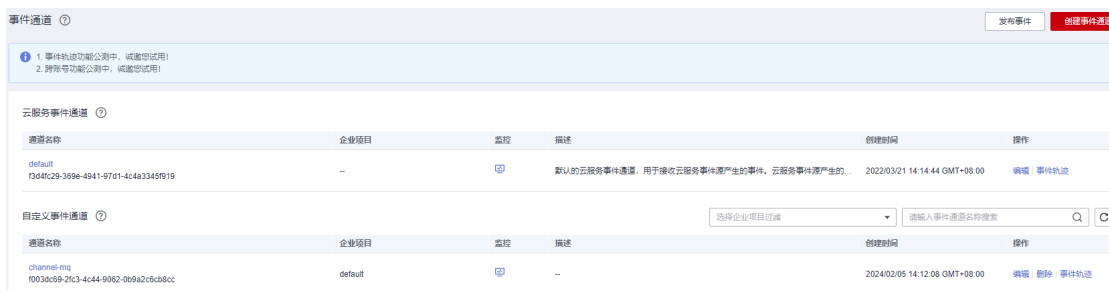 事件通道
发布事件 创建事件通
1. 事件轨迹功能公测中，诚邀您试用！
2. 跨账号功能公测中，诚邀您试用！
云服务事件通道
通道名称 企业项目 监控 描述 创建时间 操作
default
f3d4fc29-369e-4941-97d1-4c4a3345f919
-- 默认的云服务事件通道，用于接收云服务事件源产生的事件。云服务事件源产生的... 2022/03/21 14:14:44 GMT+08:00 编辑 | 事件轨迹
自定义事件通道
选择企业项目过滤 请输入事件通道名称搜索
通道名称 企业项目 监控 描述 创建时间 操作
channel-mq
f003dc69-2fc3-4c44-9062-0b9a2c6cb8cc
default -- 2024/02/05 14:12:08 GMT+08:00 编辑 | 删除 | 事件轨迹